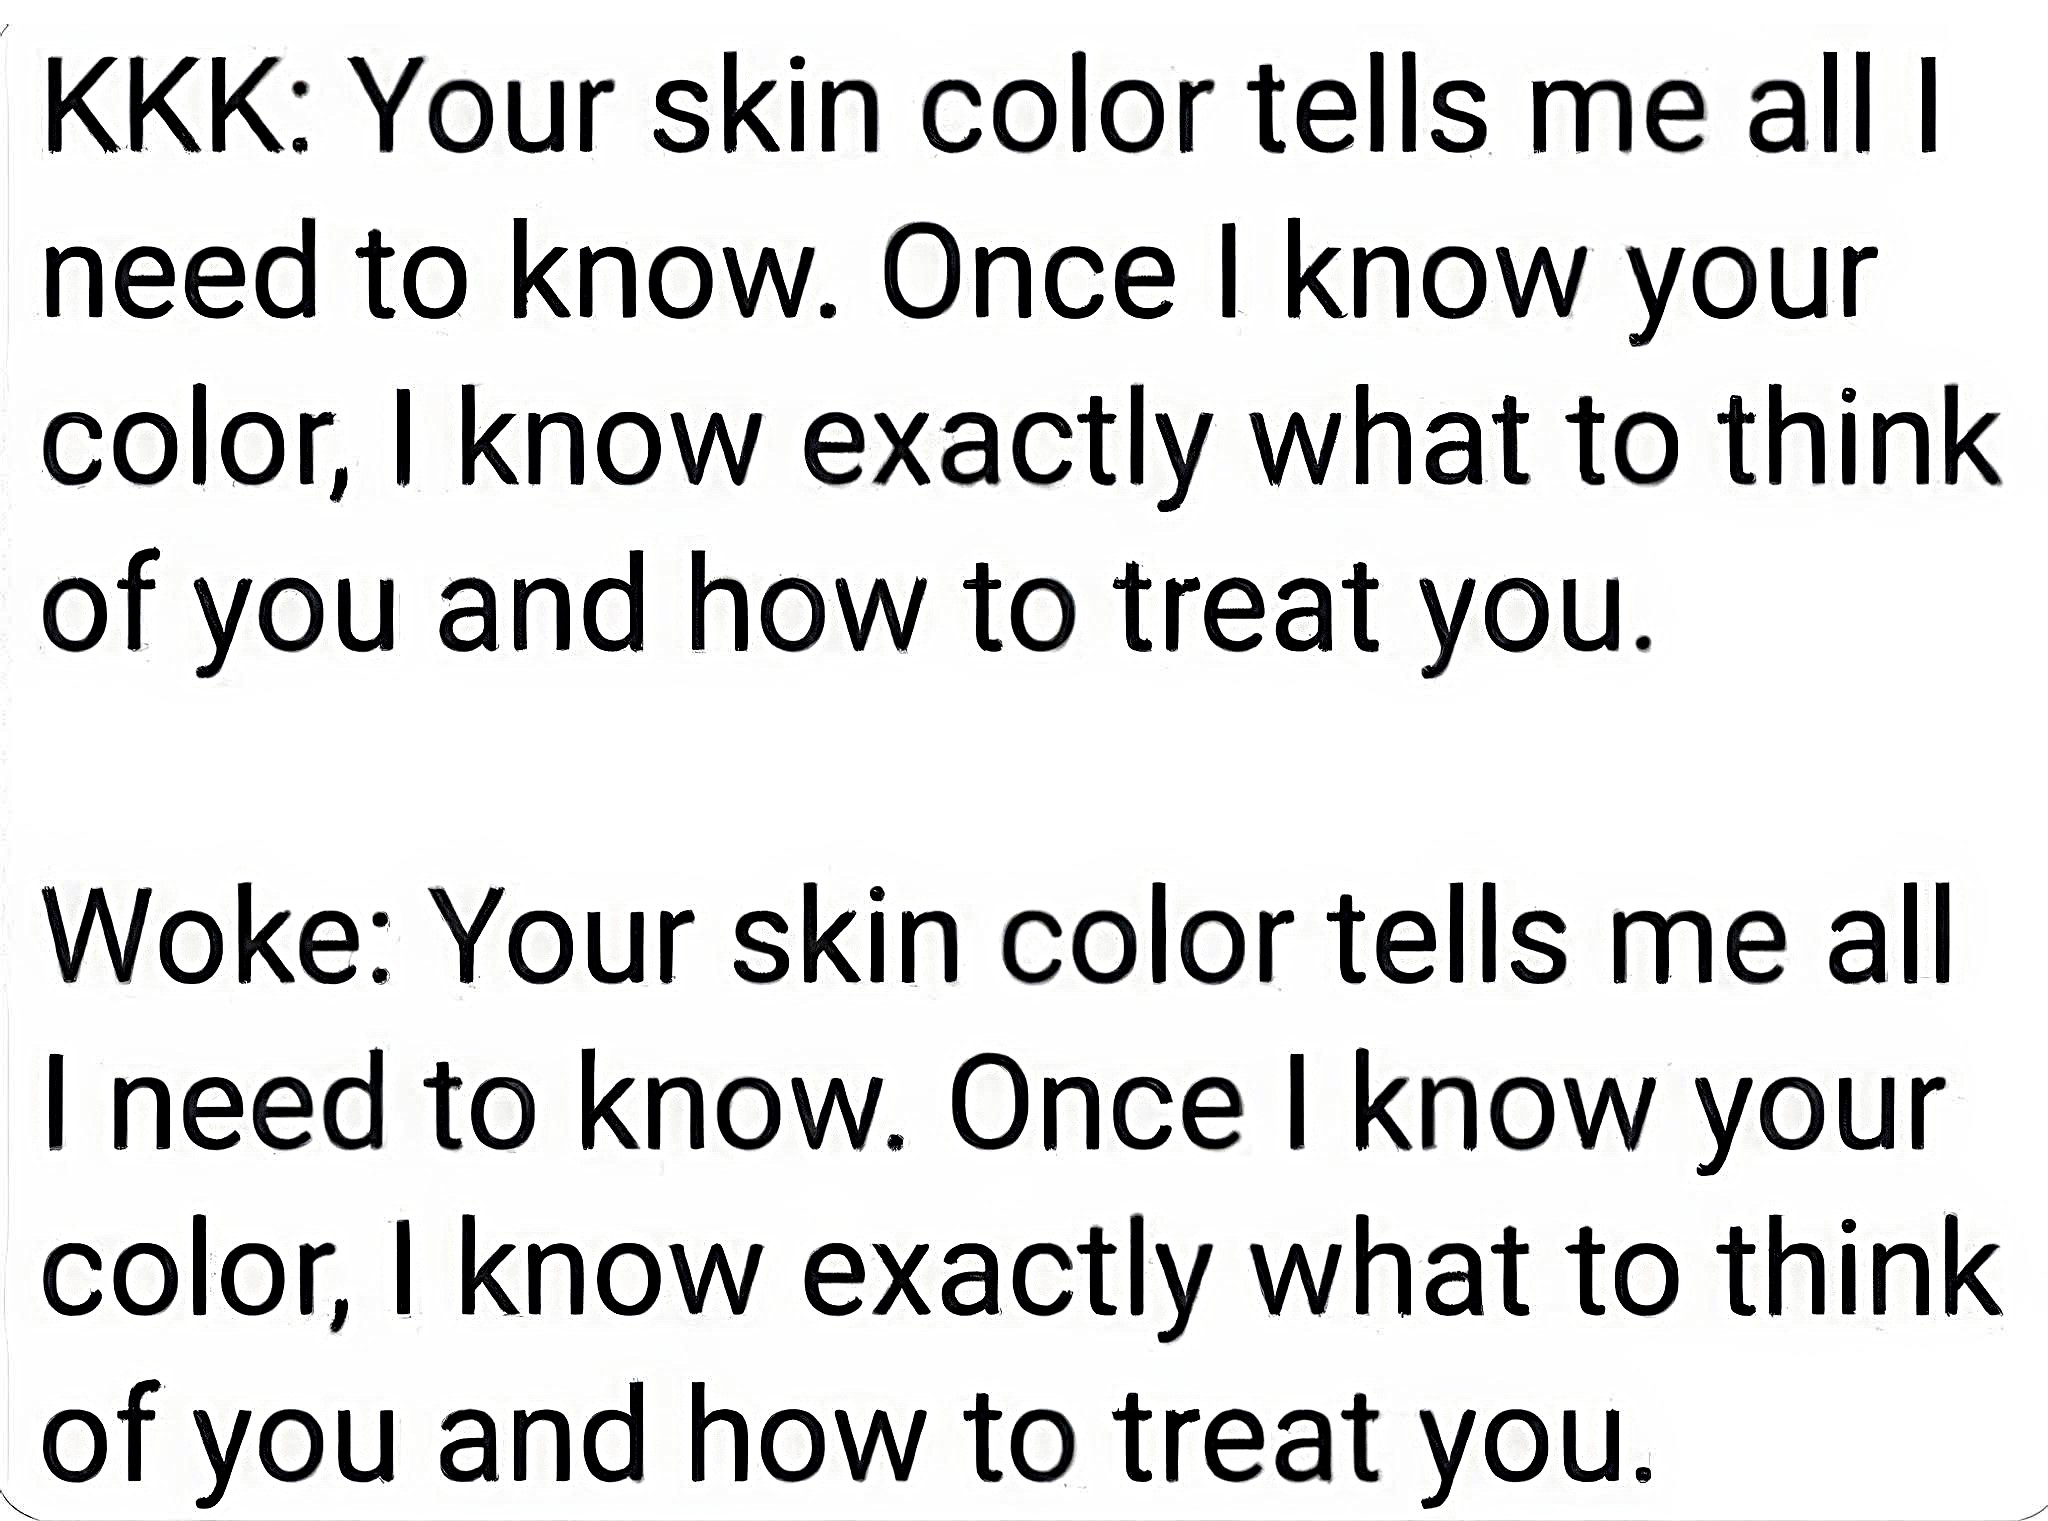 KKK: Your skin color tells me all I
need to know. Once I know your
color, I know exactly what to think
of you and how to treat you.
Woke: Your skin color tells me all
I need to know. Once I know your
color, I know exactly what to think
of you and how to treat you.